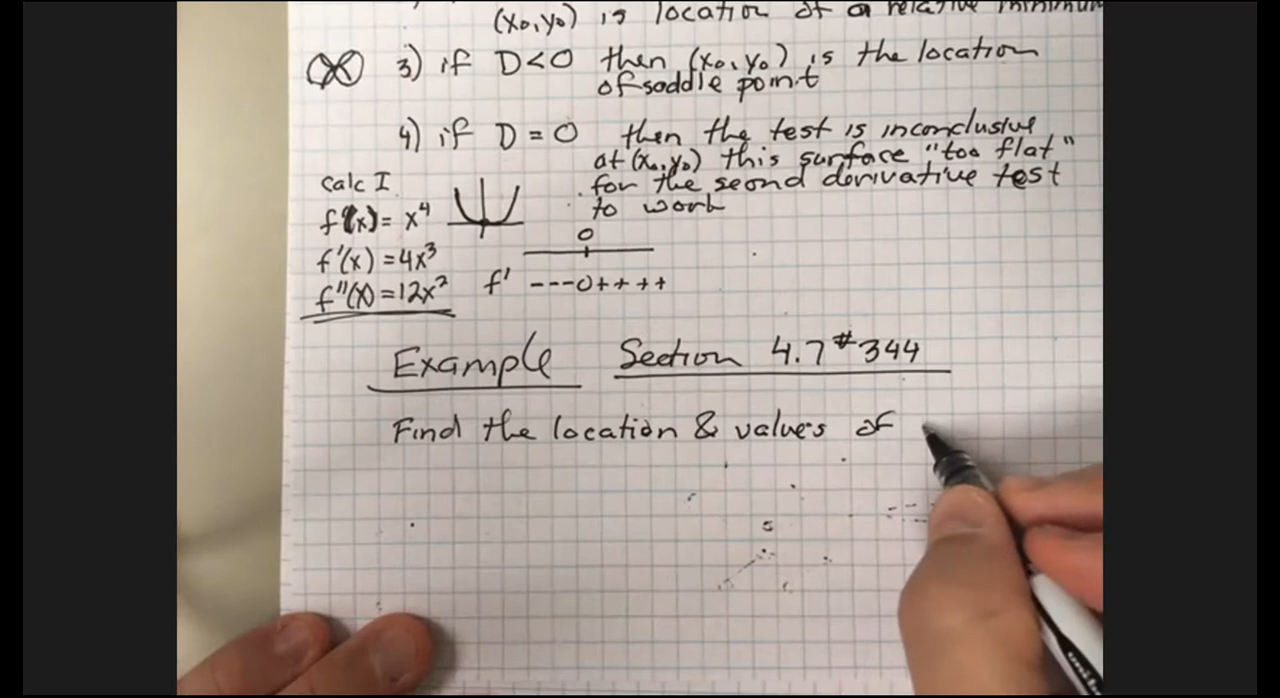 (x₀,y₀) is location of a relative minimum
3) if D<0 then (x₀,y₀) is the location
of saddle point
4) if D = 0 then the test is inconclusive
at (x₀,y₀) this surface "too flat"
for the seond derivative test
to work
Calc I
f(x) = x⁴
0
f'(x) = 4x³
f''(x) = 12x² f' ---0++++
Example Section 4.7 #344
Find the location & values of